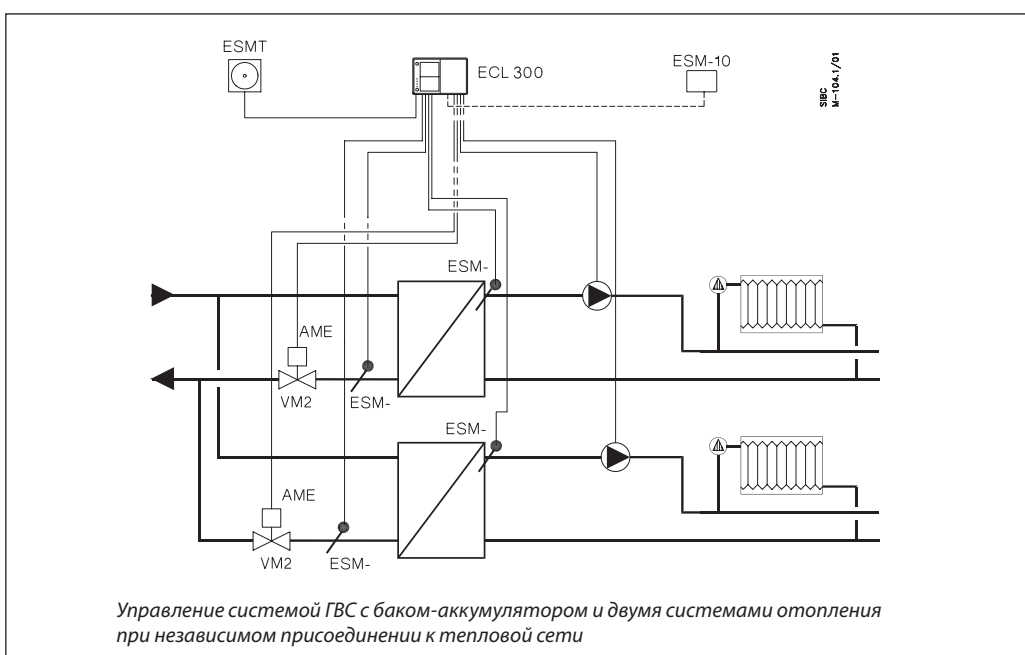 ESMT
ECL 300
ESM-10
SIBC
M-104.1/01
ESM-
AME
VM2
ESM-
ESM-
AME
VM2
ESM-
Управление системой ГВС с баком-аккумулятором и двумя системами отопления
при независимом присоединении к тепловой сети